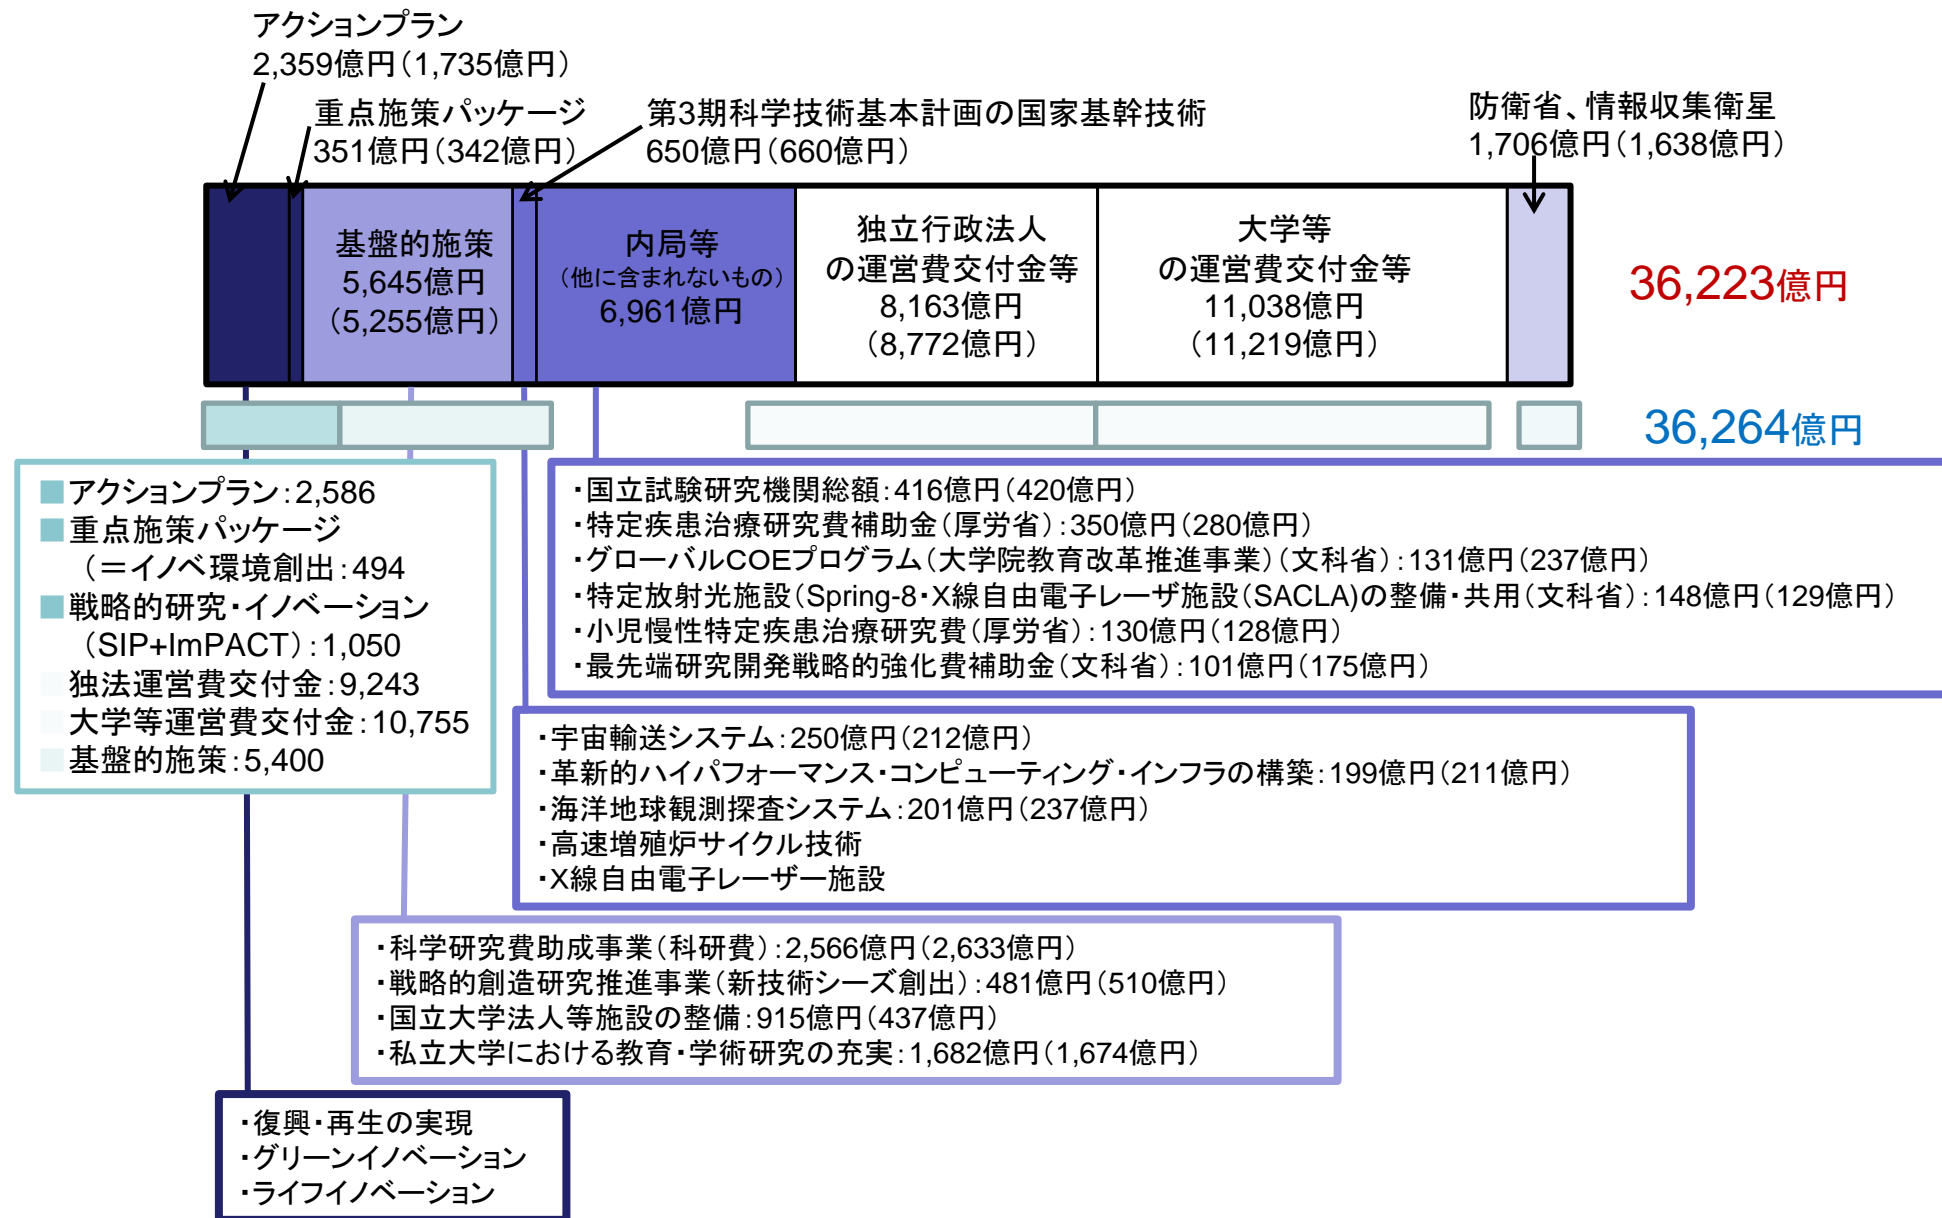 アクションプラン
2,359億円(1,735億円)
重点施策パッケージ
351億円(342億円)
第3期科学技術基本計画の国家基幹技術
650億円(660億円)
防衛省、情報収集衛星
1,706億円(1,638億円)
基盤的施策
5,645億円
(5,255億円)
内局等
(他に含まれないもの)
6,961億円
独立行政法人
の運営費交付金等
8,163億円
(8,772億円)
大学等
の運営費交付金等
11,038億円
(11,219億円)
36,223億円
36,264億円
アクションプラン:2,586
重点施策パッケージ
(=イノベ環境創出:494
戦略的研究・イノベーション
(SIP+ImPACT):1,050
独法運営費交付金:9,243
大学等運営費交付金:10,755
基盤的施策:5,400
・国立試験研究機関総額:416億円(420億円)
・特定疾患治療研究費補助金(厚労省):350億円(280億円)
・グローバルCOEプログラム(大学院教育改革推進事業)(文科省):131億円(237億円)
・特定放射光施設(Spring-8・X線自由電子レーザ施設(SACLA)の整備・共用(文科省):148億円(129億円)
・小児慢性特定疾患治療研究費(厚労省):130億円(128億円)
・最先端研究開発戦略的強化費補助金(文科省):101億円(175億円)
・宇宙輸送システム:250億円(212億円)
・革新的ハイパフォーマンス・コンピューティング・インフラの構築:199億円(211億円)
・海洋地球観測探査システム:201億円(237億円)
・高速増殖炉サイクル技術
・X線自由電子レーザー施設
・科学研究費助成事業(科研費):2,566億円(2,633億円)
・戦略的創造研究推進事業(新技術シーズ創出):481億円(510億円)
・国立大学法人等施設の整備:915億円(437億円)
・私立大学における教育・学術研究の充実:1,682億円(1,674億円)
・復興・再生の実現
・グリーンイノベーション
・ライフイノベーション